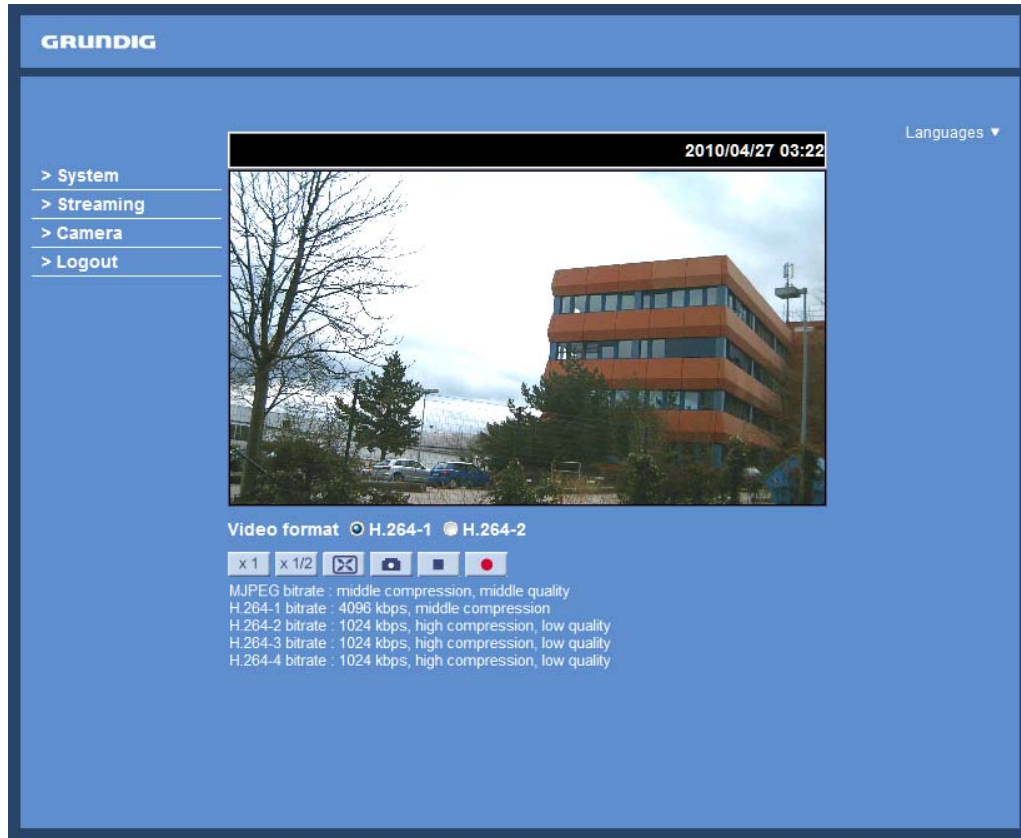 GRUNDIG
Languages ▼
2010/04/27 03:22
> System
> Streaming
> Camera
> Logout
Video format H.264-1 H.264-2
x 1 x 1/2
MJPEG bitrate : middle compression, middle quality
H.264-1 bitrate : 4096 kbps, middle compression
H.264-2 bitrate : 1024 kbps, high compression, low quality
H.264-3 bitrate : 1024 kbps, high compression, low quality
H.264-4 bitrate : 1024 kbps, high compression, low quality